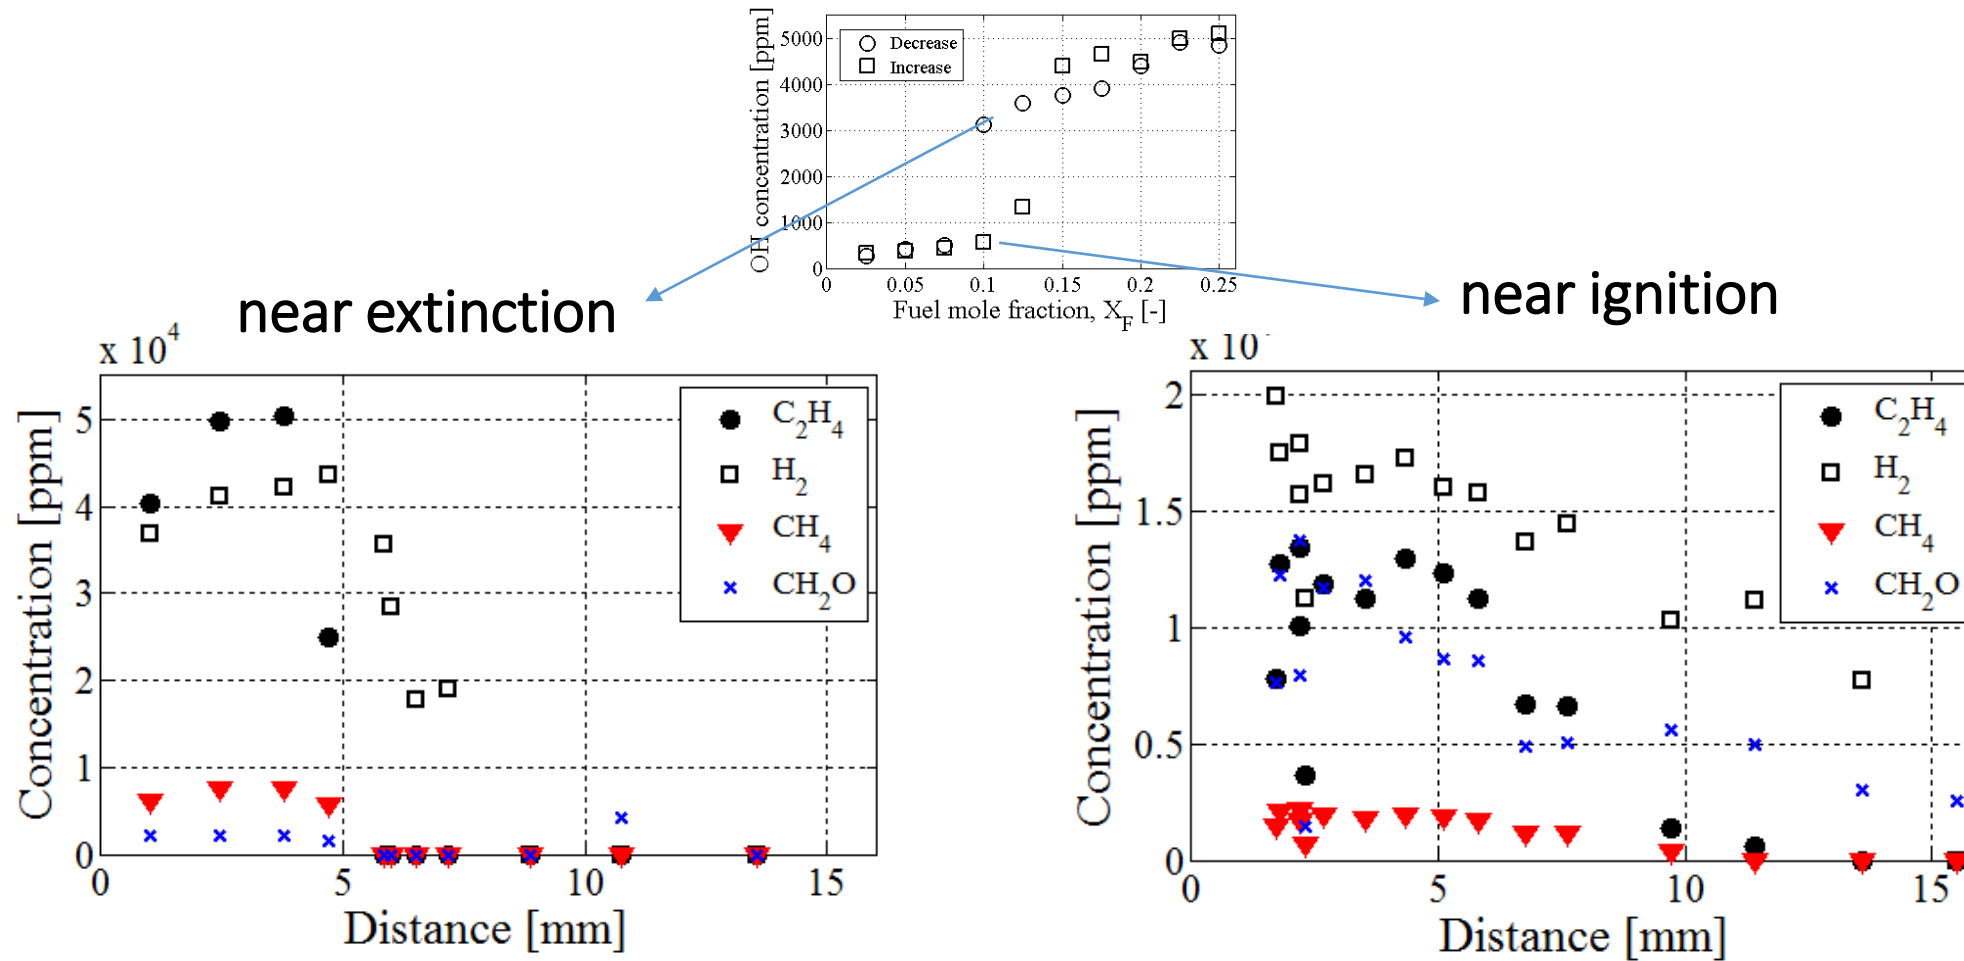 OH concentration [ppm]
5000
4000
3000
2000
1000
0
Decrease
Increase
0 0.05 0.1 0.15 0.2 0.25
Fuel mole fraction, X_F [-]
near extinction
near ignition
x 10^4
Concentration [ppm]
5
4
3
2
1
0
C₂H₄
H₂
CH₄
CH₂O
0 5 10 15
Distance [mm]
x 10
Concentration [ppm]
2
1.5
1
0.5
0
C₂H₄
H₂
CH₄
CH₂O
0 5 10 15
Distance [mm]